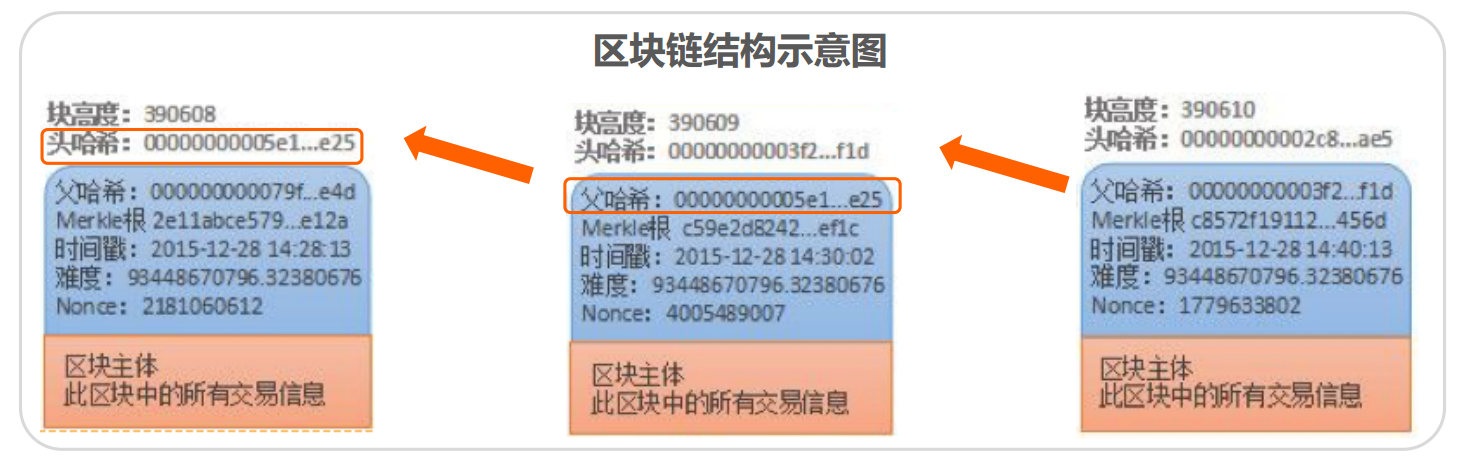 区块链结构示意图
块高度：390608
头哈希：00000000005e1...e25
父哈希：000000000079f...e4d
Merkle根 2e11abce579...e12a
时间戳：2015-12-28 14:28:13
难度：93448670796.32380676
Nonce：2181060612
区块主体
此区块中的所有交易信息
块高度：390609
头哈希：00000000003f2...f1d
父哈希：00000000005e1...e25
Merkle根 c59e2d8242...ef1c
时间戳：2015-12-28 14:30:02
难度：93448670796.32380676
Nonce：4005489007
区块主体
此区块中的所有交易信息
块高度：390610
头哈希：00000000002c8...ae5
父哈希：00000000003f2...f1d
Merkle根 c8572f19112...456d
时间戳：2015-12-28 14:40:13
难度：93448670796.32380676
Nonce：1779633802
区块主体
此区块中的所有交易信息